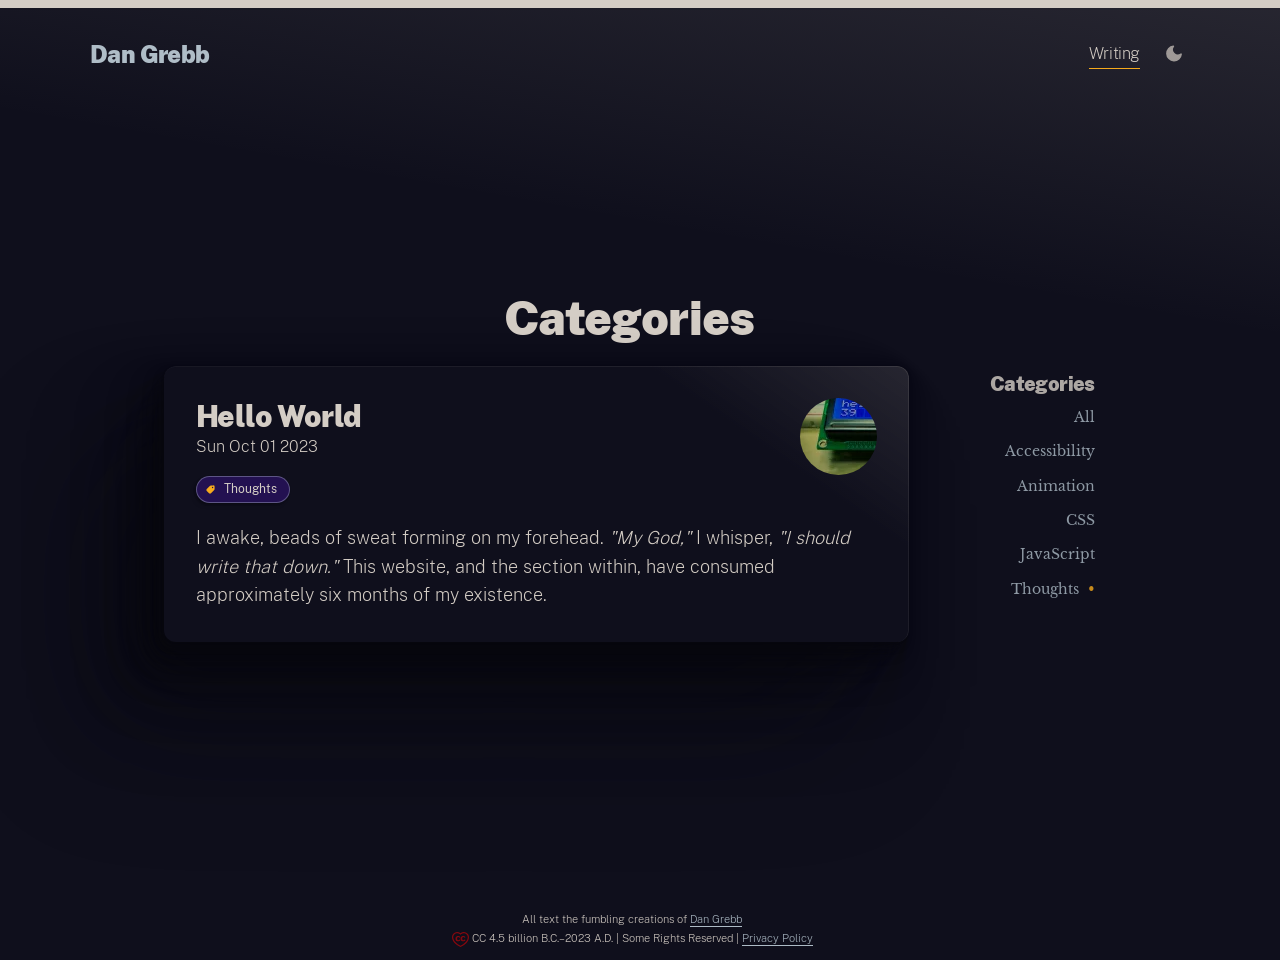 Dan Grebb
Writing
Categories
Hello World
Sun Oct 01 2023
Thoughts
I awake, beads of sweat forming on my forehead. "My God," I whisper, "I should
write that down." This website, and the section within, have consumed
approximately six months of my existence.
Categories
All
Accessibility
Animation
CSS
JavaScript
Thoughts •
All text the fumbling creations of Dan Grebb
CC 4.5 billion B.C.–2023 A.D. | Some Rights Reserved | Privacy Policy